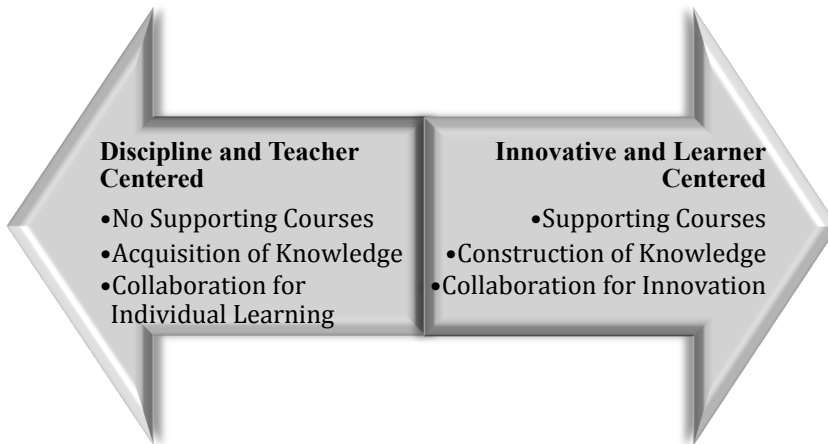 Discipline and Teacher
Centered
•No Supporting Courses
•Acquisition of Knowledge
•Collaboration for
Individual Learning
Innovative and Learner
Centered
•Supporting Courses
•Construction of Knowledge
•Collaboration for Innovation